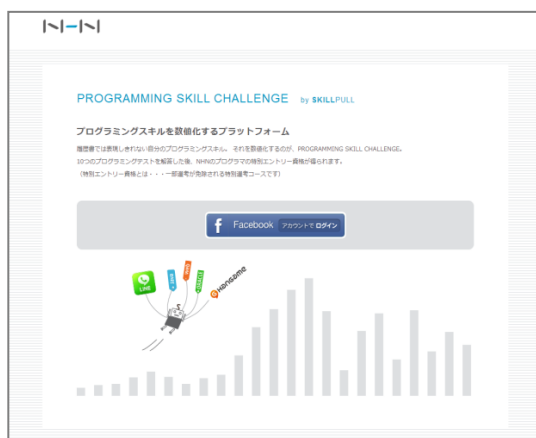 NHN
PROGRAMMING SKILL CHALLENGE by SKILLPULL
プログラミングスキルを数値化するプラットフォーム
履歴書では表現しきれない自分のプログラミングスキル。 それを数値化するのが、PROGRAMMING SKILL CHALLENGE。
10つのプログラミングテストを解答した後、NHNのプログラマの特別エントリー資格が得られます。
（特別エントリー資格とは・・・一部選考が免除される特別選考コースです）
f Facebook アカウントで ログイン
LINE
ORACLE
Hangame
S